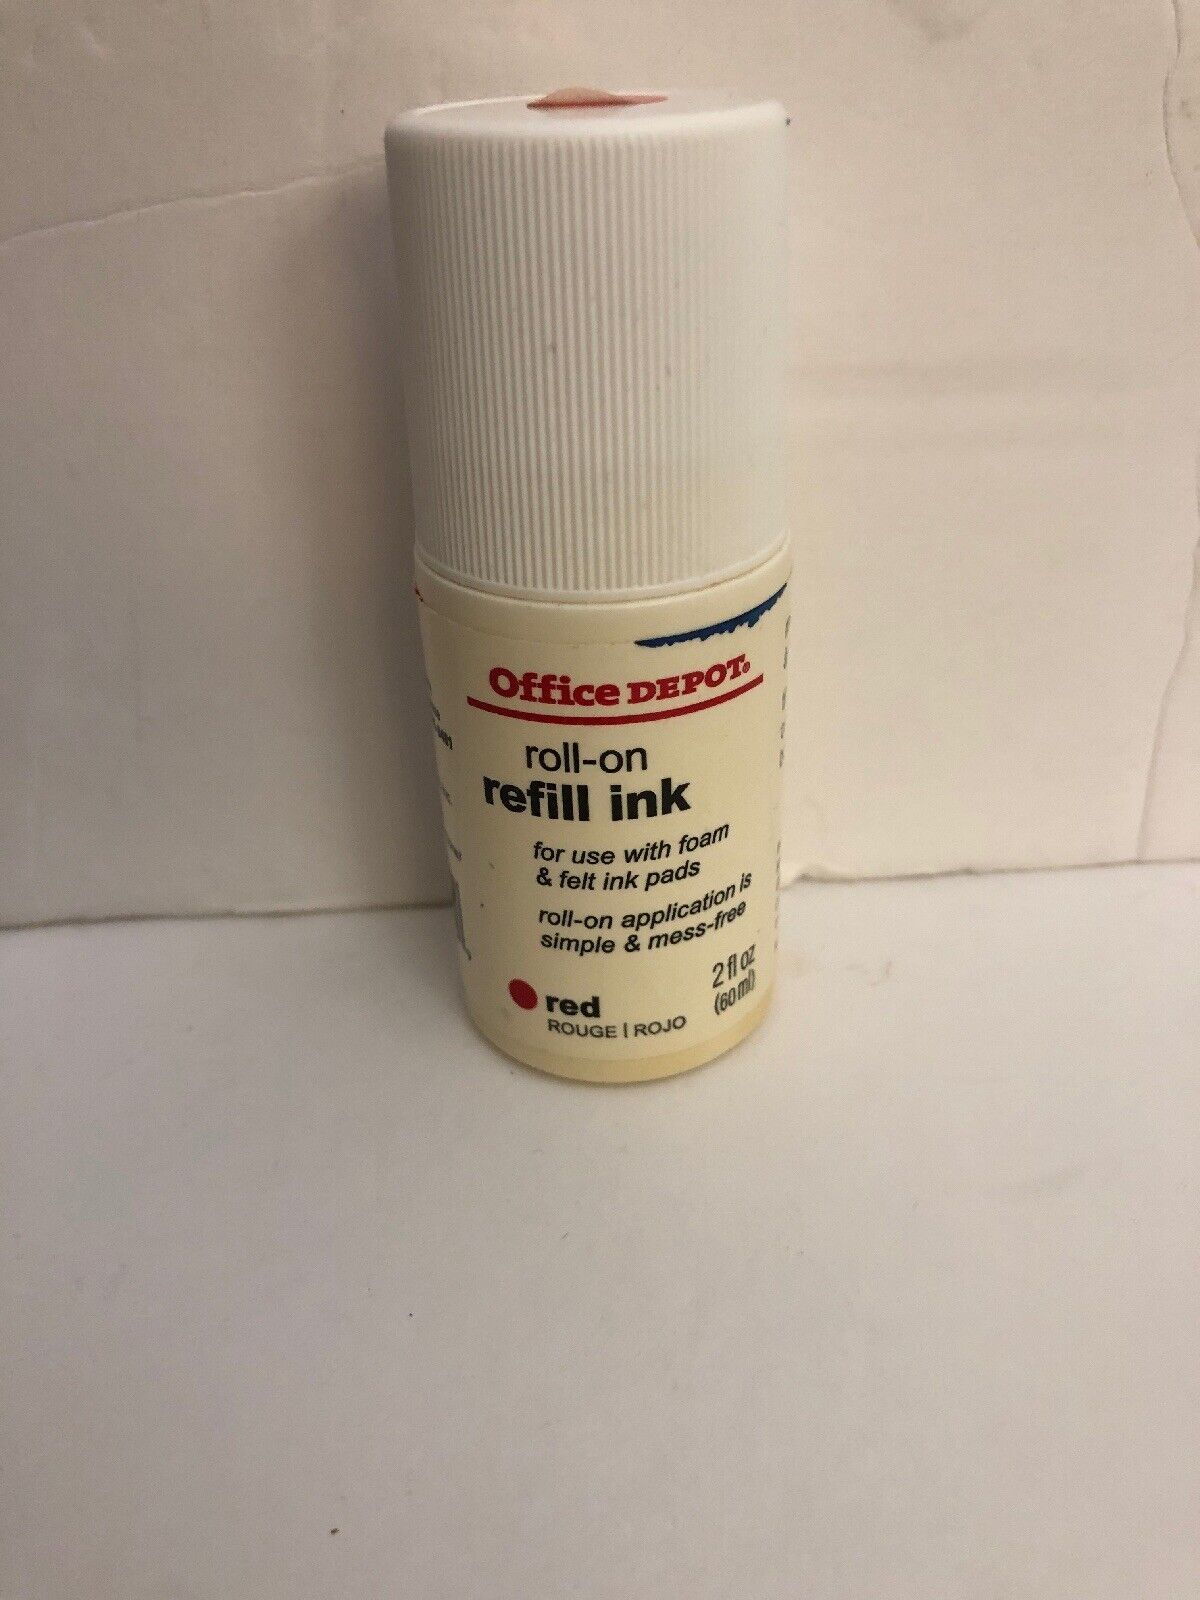 Office DEPOT®
roll-on
refill ink
for use with foam
& felt ink pads
roll-on application is
simple & mess-free
2 fl oz
(60 ml)
red
ROUGE | ROJO